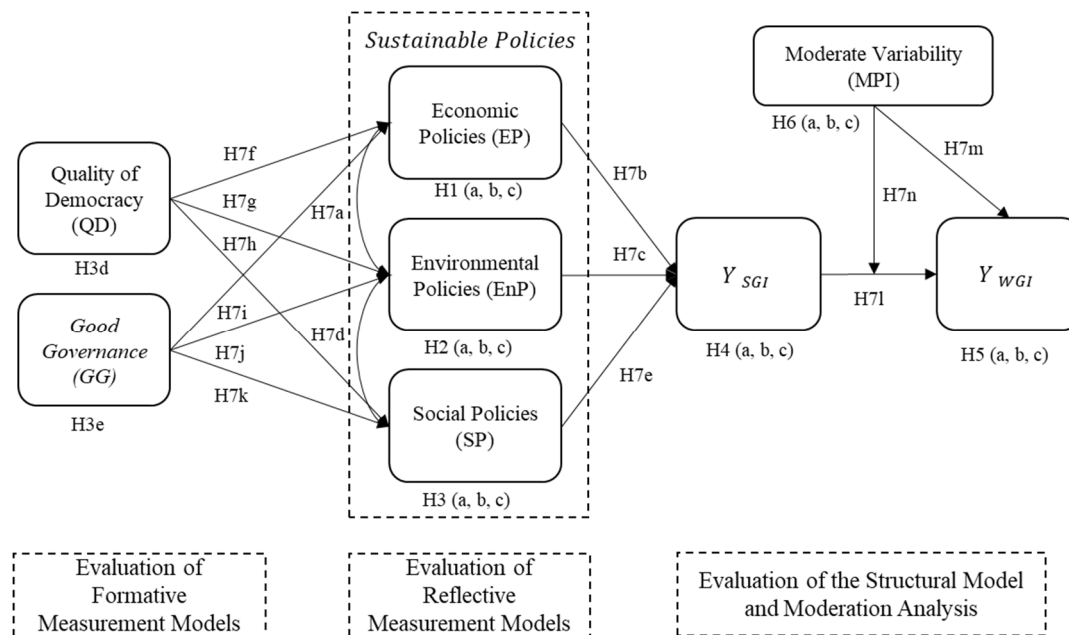 Sustainable Policies
Economic
Policies (EP)
H1 (a, b, c)
Environmental
Policies (EnP)
H2 (a, b, c)
Social Policies
(SP)
H3 (a, b, c)
Quality of
Democracy
(QD)
H3d
Good
Governance
(GG)
H3e
H7f
H7g
H7a
H7h
H7i
H7d
H7j
H7k
H7b
H7c
H7e
Moderate Variability
(MPI)
H6 (a, b, c)
H7m
H7n
Y SGI
H4 (a, b, c)
H7l
Y WGI
H5 (a, b, c)
Evaluation of
Formative
Measurement Models
Evaluation of
Reflective
Measurement Models
Evaluation of the Structural Model
and Moderation Analysis